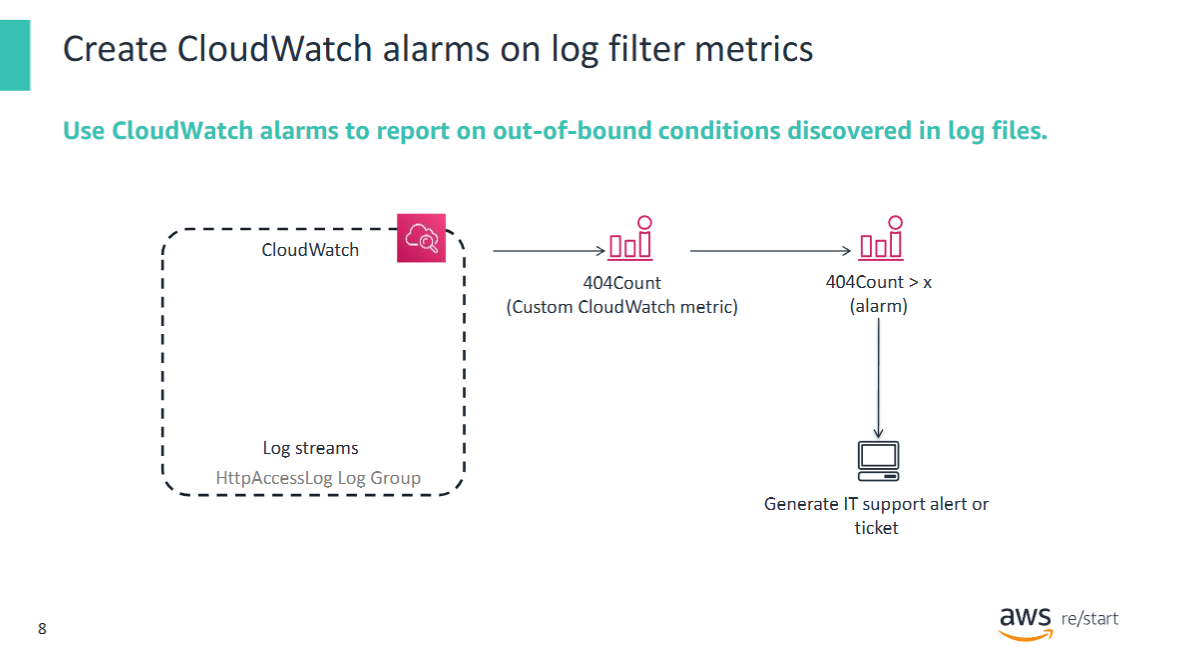 Create CloudWatch alarms on log filter metrics
Use CloudWatch alarms to report on out-of-bound conditions discovered in log files.
CloudWatch
404Count
(Custom CloudWatch metric)
404Count > x
(alarm)
Log streams
HttpAccessLog Log Group
Generate IT support alert or
ticket
8
aws re/start